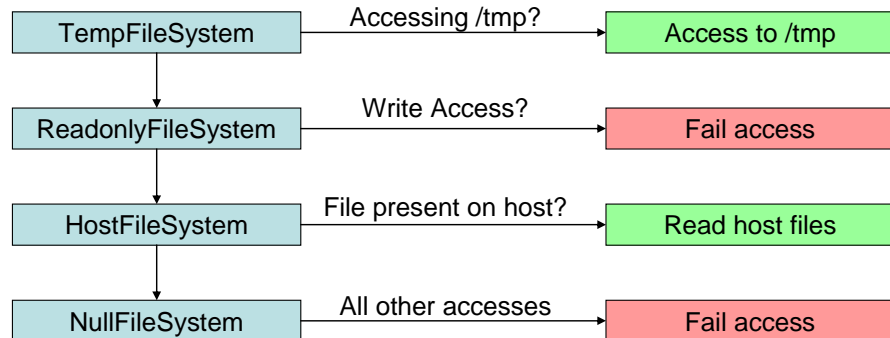 TempFileSystem
Accessing /tmp?
Access to /tmp
ReadonlyFileSystem
Write Access?
Fail access
HostFileSystem
File present on host?
Read host files
NullFileSystem
All other accesses
Fail access